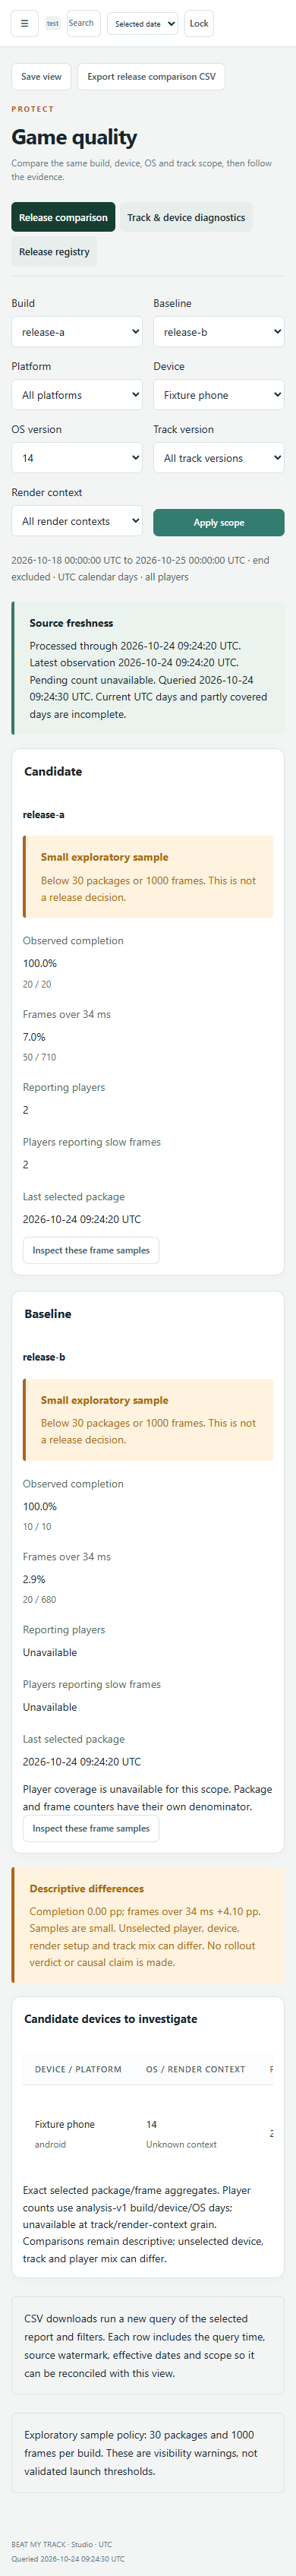 ☰ test Search Selected date Lock
Save view Export release comparison CSV
PROTECT
Game quality
Compare the same build, device, OS and track scope, then follow
the evidence.
Release comparison Track & device diagnostics
Release registry
Build Baseline
release-a release-b
Platform Device
All platforms Fixture phone
OS version Track version
14 All track versions
Render context
All render contexts Apply scope
2026-10-18 00:00:00 UTC to 2026-10-25 00:00:00 UTC · end
excluded · UTC calendar days · all players
Source freshness
Processed through 2026-10-24 09:24:20 UTC.
Latest observation 2026-10-24 09:24:20 UTC.
Pending count unavailable. Queried 2026-10-24
09:24:30 UTC. Current UTC days and partly covered
days are incomplete.
Candidate
release-a
Small exploratory sample
Below 30 packages or 1000 frames. This is not
a release decision.
Observed completion
100.0%
20 / 20
Frames over 34 ms
7.0%
50 / 710
Reporting players
2
Players reporting slow frames
2
Last selected package
2026-10-24 09:24:20 UTC
Inspect these frame samples
Baseline
release-b
Small exploratory sample
Below 30 packages or 1000 frames. This is not
a release decision.
Observed completion
100.0%
10 / 10
Frames over 34 ms
2.9%
20 / 680
Reporting players
Unavailable
Players reporting slow frames
Unavailable
Last selected package
2026-10-24 09:24:20 UTC
Player coverage is unavailable for this scope. Package
and frame counters have their own denominator.
Inspect these frame samples
Descriptive differences
Completion 0.00 pp; frames over 34 ms +4.10 pp.
Samples are small. Unselected player, device,
render setup and track mix can differ. No rollout
verdict or causal claim is made.
Candidate devices to investigate
DEVICE / PLATFORM OS / RENDER CONTEXT
Fixture phone 14
android Unknown context
Exact selected package/frame aggregates. Player
counts use analysis-v1 build/device/OS days;
unavailable at track/render-context grain.
Comparisons remain descriptive; unselected device,
track and player mix can differ.
CSV downloads run a new query of the selected
report and filters. Each row includes the query time,
source watermark, effective dates and scope so it
can be reconciled with this view.
Exploratory sample policy: 30 packages and 1000
frames per build. These are visibility warnings, not
validated launch thresholds.
BEAT MY TRACK · Studio · UTC
Queried 2026-10-24 09:24:30 UTC